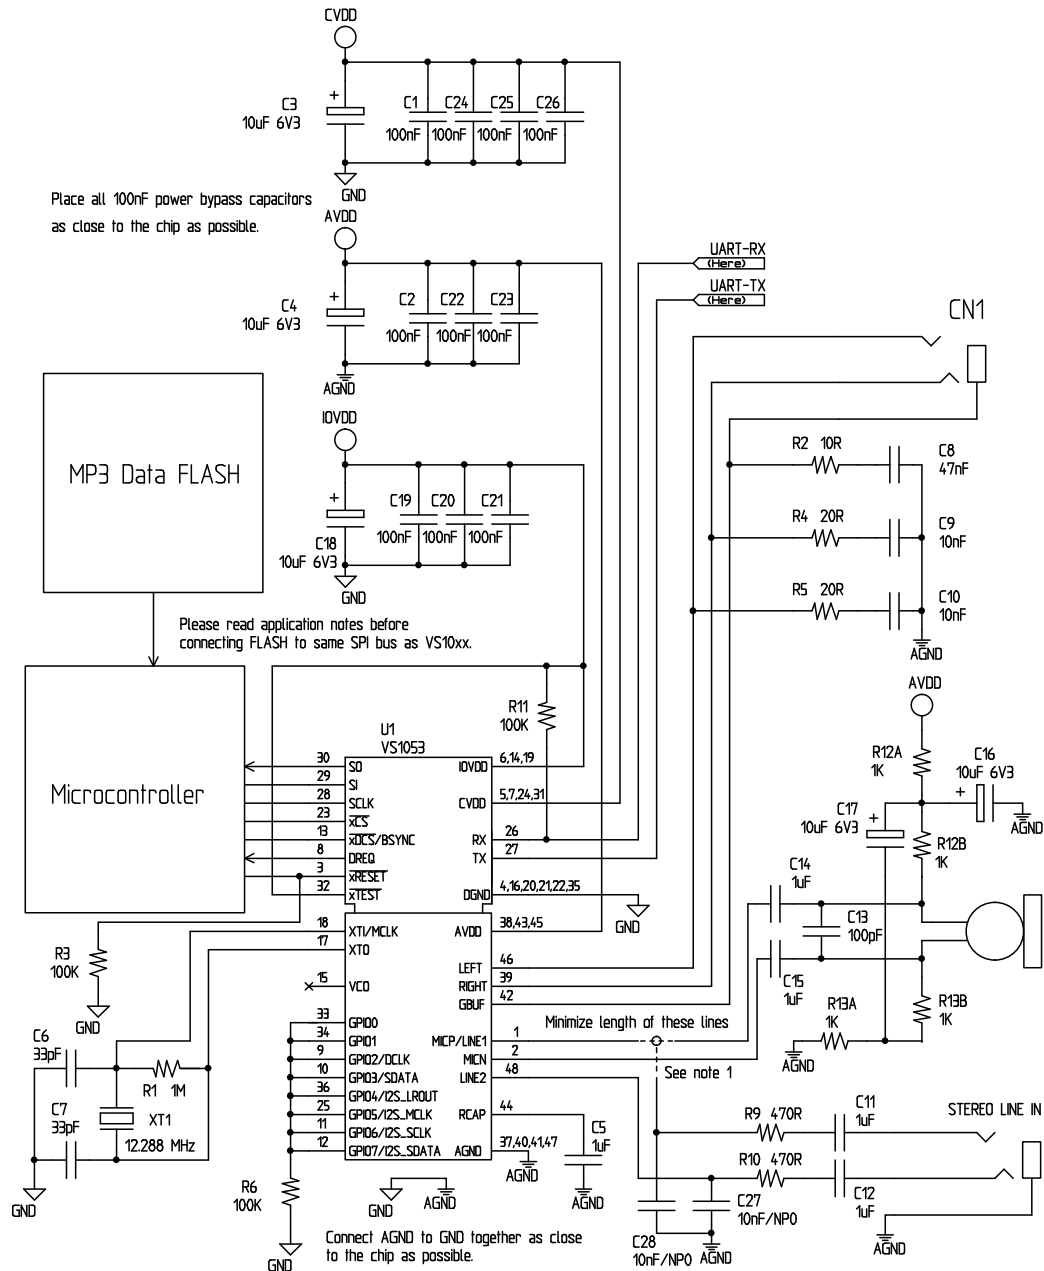 CVDD
+
C3
10uF 6V3
C1
C24
C25
C26
100nF
100nF
100nF
100nF
GND
Place all 100nF power bypass capacitors
as close to the chip as possible.
AVDD
+
C4
10uF 6V3
C2
C22
C23
100nF
100nF
100nF
AGND
UART-RX
(Here)
UART-TX
(Here)
CN1
IOVDD
+
C18
10uF 6V3
C19
C20
C21
100nF
100nF
100nF
GND
MP3 Data FLASH
R2 10R
C8
47nF
R4 20R
C9
10nF
R5 20R
C10
10nF
AGND
Please read application notes before
connecting FLASH to same SPI bus as VS10xx.
Microcontroller
R11
100K
U1
VS1053
30
SO
29
SI
28
SCLK
23
xCS
13
xDCS/BSYNC
8
DREQ
3
xRESET
32
xTEST
18
XTI/MCLK
17
XTO
15
VCO
33
GPIO0
34
GPIO1
9
GPIO2/DCLK
10
GPIO3/SDATA
36
GPIO4/I2S_LROUT
25
GPIO5/I2S_MCLK
11
GPIO6/I2S_SCLK
12
GPIO7/I2S_SDATA
IOVDD
6,14,19
CVDD
5,7,24,31
RX
26
TX
27
DGND
4,16,20,21,22,35
GND
AVDD
38,43,45
LEFT
46
RIGHT
39
GBUF
42
MICP/LINE1
1
MICN
2
LINE2
48
RCAP
44
AGND
37,40,41,47
AGND
C5
1uF
AGND
Minimize length of these lines
See note 1
AVDD
R12A
1K
C16
10uF 6V3
+
AGND
C17
10uF 6V3
+
R12B
1K
C14
1uF
C13
100pF
C15
1uF
R13A
1K
R13B
1K
AGND
R3
100K
GND
C6
33pF
R1 1M
C7
33pF
XT1
12.288 MHz
GND
R6
100K
GND
GND
AGND
Connect AGND to GND together as close
to the chip as possible.
R9 470R
C11
1uF
STEREO LINE IN
R10 470R
C12
1uF
C27
10nF/NPO
C28
10nF/NPO
AGND
AGND